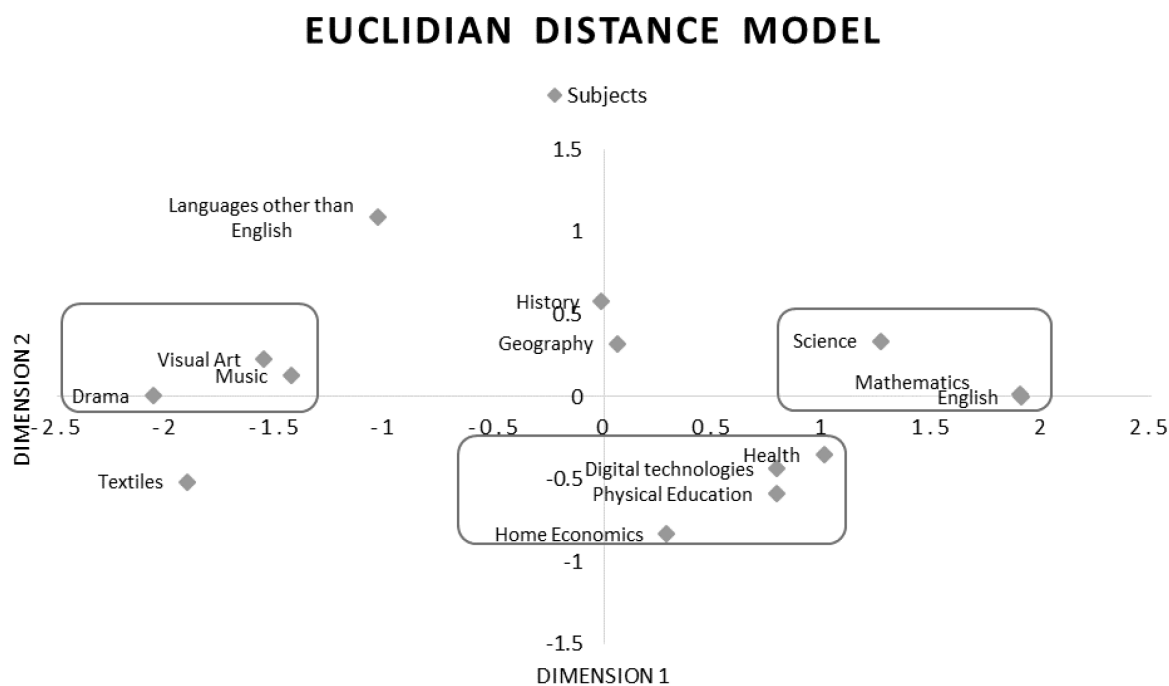 EUCLIDIAN DISTANCE MODEL
Subjects
1.5
Languages other than
English
1
History
0.5
Geography
Science
Visual Art
Music
Mathematics
Drama
0
English
DIMENSION 2
-2.5 -2 -1.5 -1 -0.5 0 0.5 1 1.5 2 2.5
Health
Digital technologies
-0.5
Textiles
Physical Education
Home Economics
-1
-1.5
DIMENSION 1